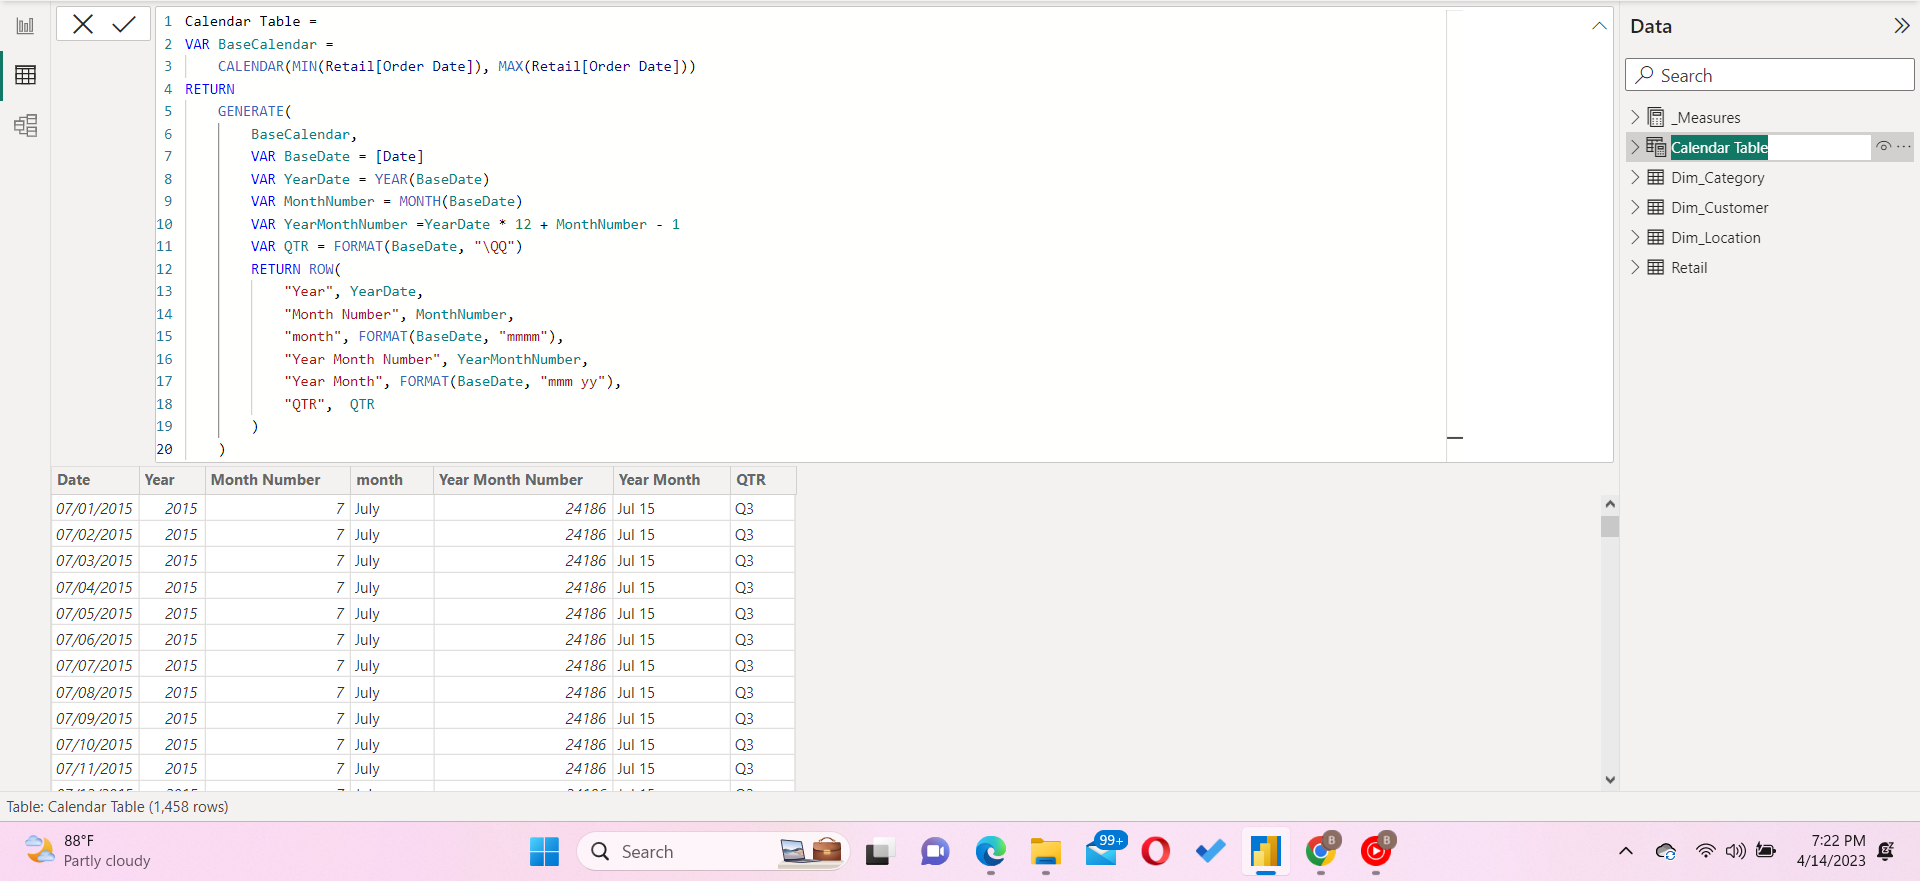 1 Calendar Table =
2 VAR BaseCalendar =
3 CALENDAR(MIN(Retail[Order Date]), MAX(Retail[Order Date]))
4 RETURN
5 GENERATE(
6 BaseCalendar,
7 VAR BaseDate = [Date]
8 VAR YearDate = YEAR(BaseDate)
9 VAR MonthNumber = MONTH(BaseDate)
10 VAR YearMonthNumber =YearDate * 12 + MonthNumber - 1
11 VAR QTR = FORMAT(BaseDate, "\QQ")
12 RETURN ROW(
13 "Year", YearDate,
14 "Month Number", MonthNumber,
15 "month", FORMAT(BaseDate, "mmmm"),
16 "Year Month Number", YearMonthNumber,
17 "Year Month", FORMAT(BaseDate, "mmm yy"),
18 "QTR", QTR
19 )
20 )
Date Year Month Number month Year Month Number Year Month QTR
07/01/2015 2015 7 July 24186 Jul 15 Q3
07/02/2015 2015 7 July 24186 Jul 15 Q3
07/03/2015 2015 7 July 24186 Jul 15 Q3
07/04/2015 2015 7 July 24186 Jul 15 Q3
07/05/2015 2015 7 July 24186 Jul 15 Q3
07/06/2015 2015 7 July 24186 Jul 15 Q3
07/07/2015 2015 7 July 24186 Jul 15 Q3
07/08/2015 2015 7 July 24186 Jul 15 Q3
07/09/2015 2015 7 July 24186 Jul 15 Q3
07/10/2015 2015 7 July 24186 Jul 15 Q3
07/11/2015 2015 7 July 24186 Jul 15 Q3
Data
Search
_Measures
Calendar Table
Dim_Category
Dim_Customer
Dim_Location
Retail
Table: Calendar Table (1,458 rows)
88°F
Partly cloudy
Search
99+
B
B
7:22 PM
4/14/2023